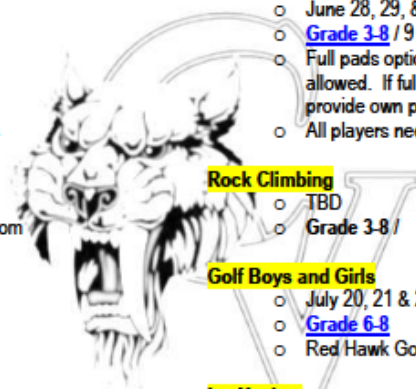 o June 28, 29, &
o Grade 3-8 / 9
o Full pads optio
allowed. If ful
provide own p
o All players nee
Rock Climbing
o TBD
om
o Grade 3-8 /
Golf Boys and Girls
o July 20, 21 &
o Grade 6-8
o Red Hawk Go